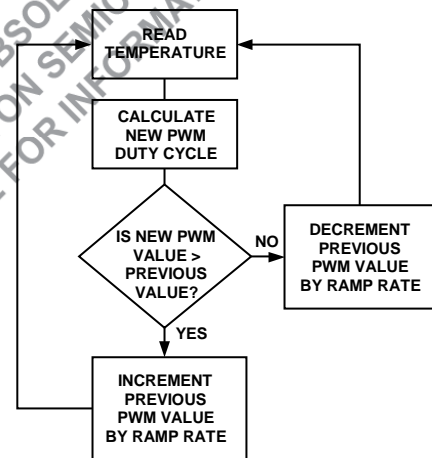 READ
TEMPERATURE
CALCULATE
NEW PWM
DUTY CYCLE
IS NEW PWM
VALUE >
PREVIOUS
VALUE?
NO
DECREMENT
PREVIOUS
PWM VALUE
BY RAMP RATE
YES
INCREMENT
PREVIOUS
PWM VALUE
BY RAMP RATE